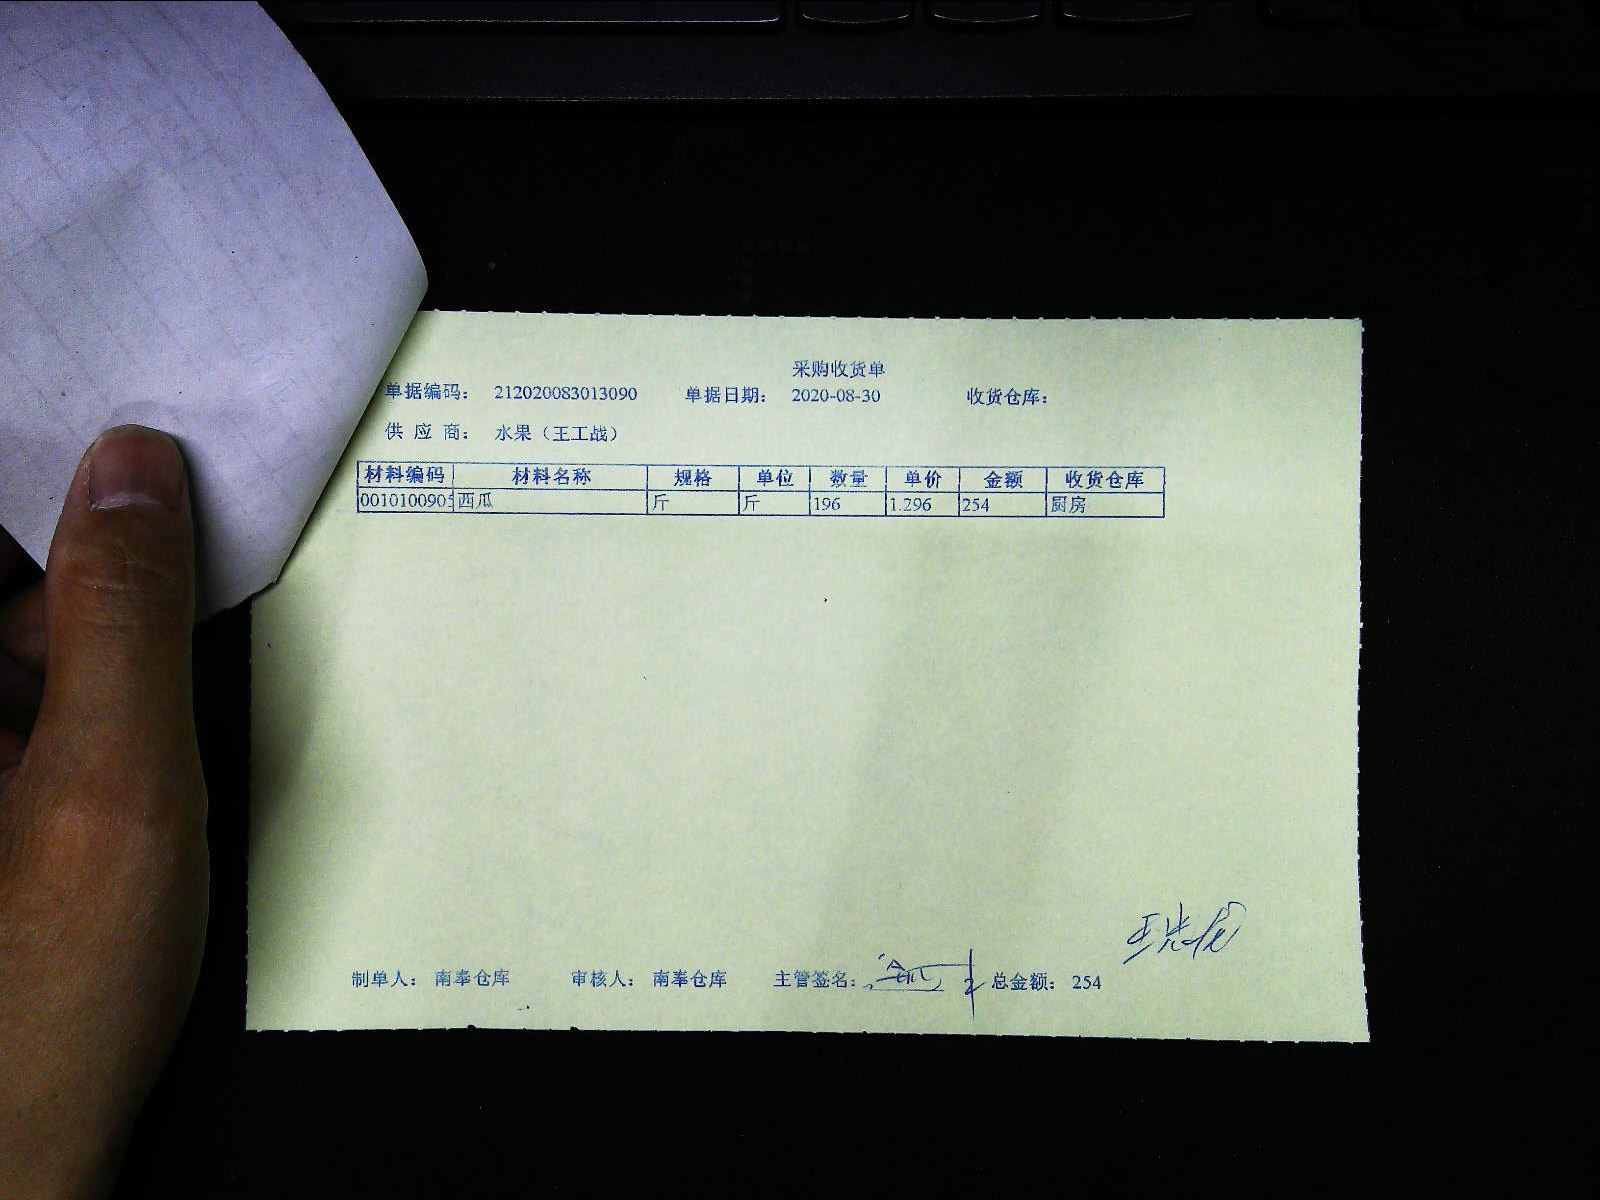 采购收货单
单据编码: 212020083013090 单据日期: 2020-08-30 收货仓库:
供应商: 水果（王工战）
材料编码 材料名称 规格 单位 数量 单价 金额 收货仓库
0010100905 西瓜 斤 斤 196 1.296 254 厨房
制单人: 南奉仓库 审核人: 南奉仓库 主管签名: 总金额: 254